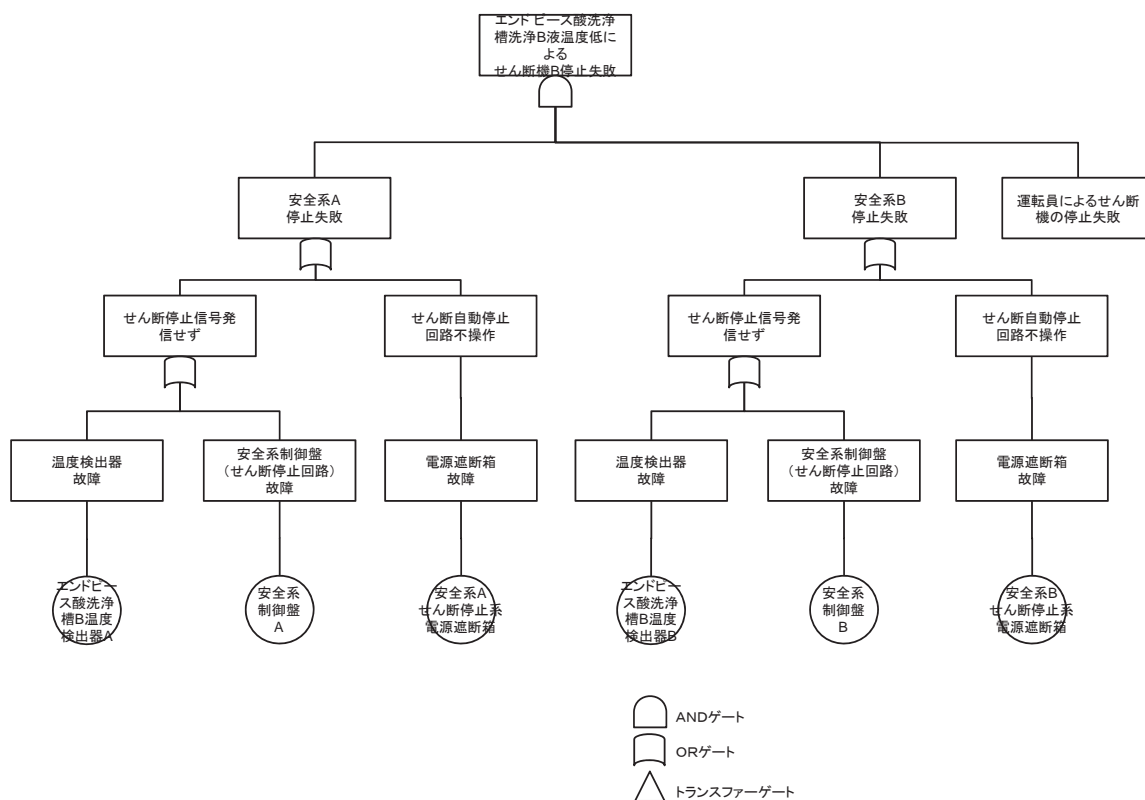 エンドピース酸洗浄
槽洗浄B液温度低に
よる
せん断機B停止失敗
安全系A
停止失敗
安全系B
停止失敗
運転員によるせん断
機の停止失敗
せん断停止信号発
信せず
せん断自動停止
回路不操作
せん断停止信号発
信せず
せん断自動停止
回路不操作
温度検出器
故障
安全系制御盤
（せん断停止回路）
故障
電源遮断箱
故障
温度検出器
故障
安全系制御盤
（せん断停止回路）
故障
電源遮断箱
故障
エンドピー
ス酸洗浄
槽B温度
検出器A
安全系
制御盤
A
安全系A
せん断停止系
電源遮断箱
エンドピー
ス酸洗浄
槽B温度
検出器B
安全系
制御盤
B
安全系B
せん断停止系
電源遮断箱
ANDゲート
ORゲート
トランスファーゲート